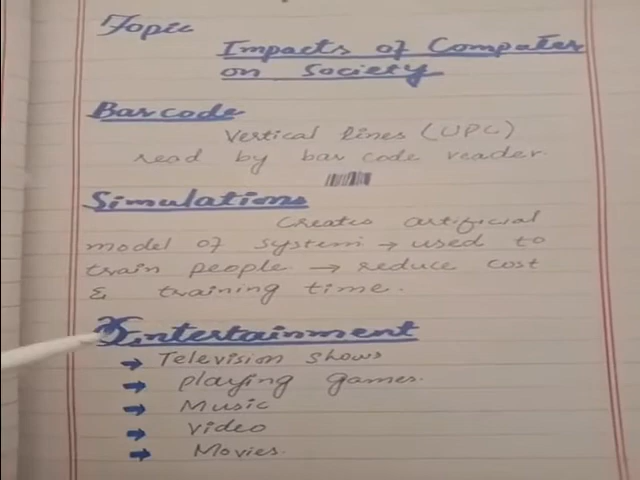 Topic
Impacts of Computer
on Society
Barcode
Vertical lines (UPC)
read by bar code reader.
Simulations
Creates artificial
model of system → used to
train people → reduce cost
& training time.
Entertainment
→ Television shows
→ playing games.
→ Music
→ Video
→ Movies.